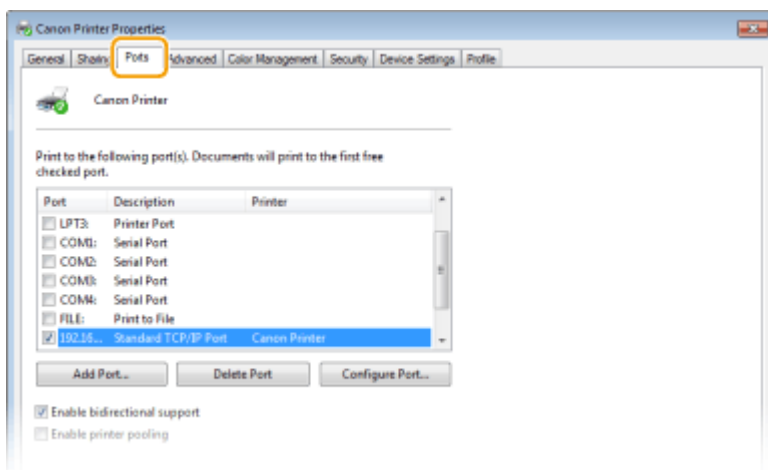 Canon Printer Properties
General Sharing Ports Advanced Color Management Security Device Settings Profile
Canon Printer
Print to the following port(s). Documents will print to the first free
checked port.
Port Description Printer
LPT3: Printer Port
COM1: Serial Port
COM2: Serial Port
COM3: Serial Port
COM4: Serial Port
FILE: Print to File
192.16... Standard TCP/IP Port Canon Printer
Add Port... Delete Port Configure Port...
Enable bidirectional support
Enable printer pooling